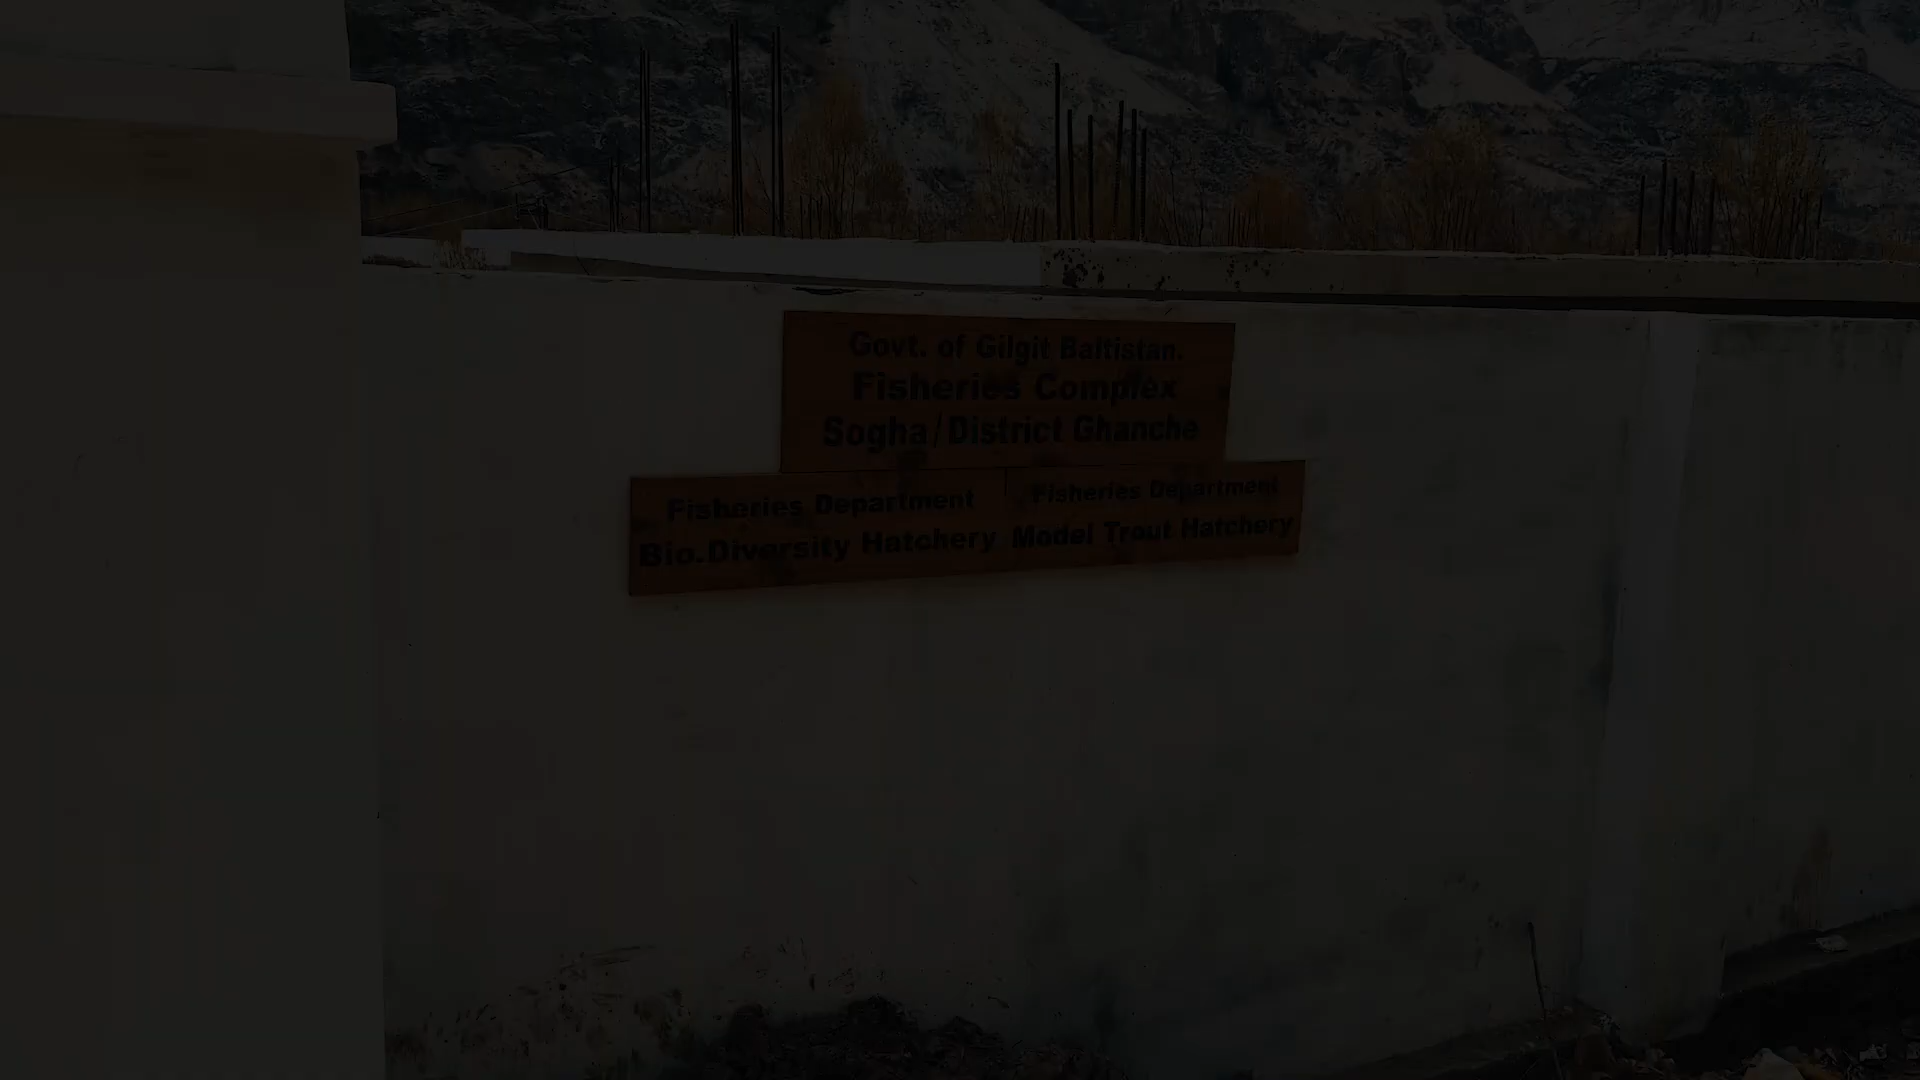 Govt. of Gilgit Baltistan.
Fisheries Complex
Sogha/District Ghanche
Fisheries Department
Bio.Diversity Hatchery
Fisheries Department
Model Trout Hatchery